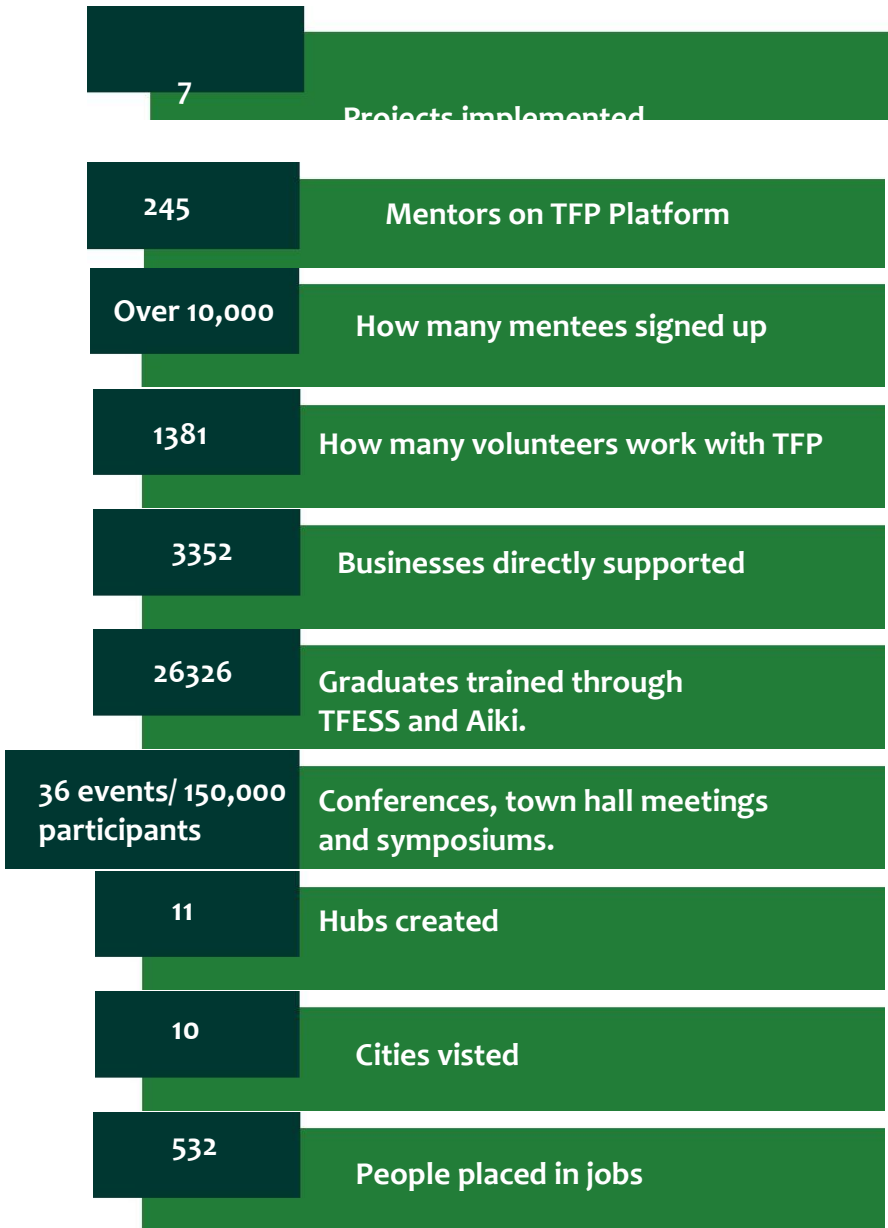 7
Projects implemented
245
Mentors on TFP Platform
Over 10,000
How many mentees signed up
1381
How many volunteers work with TFP
3352
Businesses directly supported
26326
Graduates trained through
TFESS and Aiki.
36 events/ 150,000
participants
Conferences, town hall meetings
and symposiums.
11
Hubs created
10
Cities visted
532
People placed in jobs